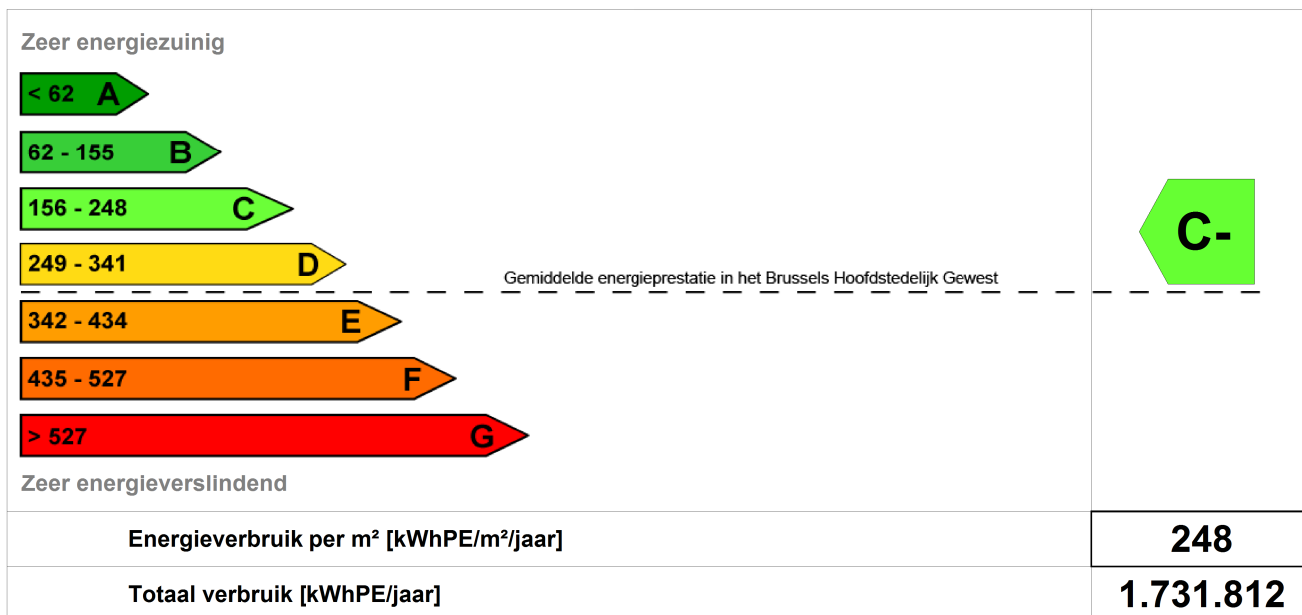 Zeer energiezuinig
< 62 A
62 - 155 B
156 - 248 C
C-
249 - 341 D
Gemiddelde energieprestatie in het Brussels Hoofdstedelijk Gewest
342 - 434 E
435 - 527 F
> 527 G
Zeer energieverslindend
Energieverbruik per m² [kWhPE/m²/jaar] 248
Totaal verbruik [kWhPE/jaar] 1.731.812